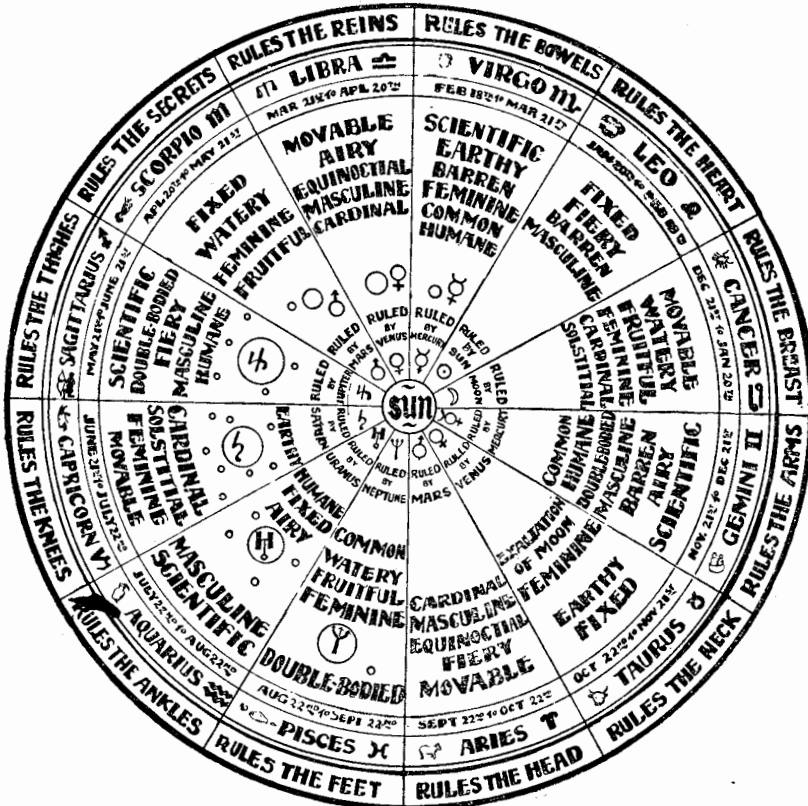 RULES THE REINS
LIBRA
MAR 21ST to APL 20TH
MOVABLE
AIRY
EQUINOCTIAL
MASCULINE
CARDINAL
RULED
BY
VENUS
RULES THE BOWELS
VIRGO
FEB 18TH to MAR 21ST
SCIENTIFIC
EARTHY
BARREN
FEMININE
COMMON
HUMANE
RULED
BY
MERCURY
RULES THE HEART
LEO
JAN 20TH to FEB
FIXED
FIERY
BARREN
MASCULINE
RULED
BY
SUN
RULES THE BREAST
CANCER
DEC 21ST to JAN 20TH
MOVABLE
WATERY
FRUITFUL
FEMININE
CARDINAL
SOLSTITIAL
RULED
BY
MOON
RULES THE ARMS
GEMINI
NOV. 21ST to DEC 21ST
SCIENTIFIC
AIRY
BARREN
MASCULINE
DOUBLE-BODIED
HUMANE
COMMON
RULED
BY
MERCURY
RULES THE NECK
TAURUS
OCT 22ND to NOV 21ST
EXALTATION
OF MOON
FEMININE
EARTHY
FIXED
RULED
BY
VENUS
RULES THE HEAD
ARIES
SEPT 22ND to OCT 22ND
CARDINAL
MASCULINE
EQUINOCTIAL
FIERY
MOVABLE
RULED
BY
MARS
RULES THE FEET
PISCES
AUG 22ND to SEPT 22ND
COMMON
WATERY
FRUITFUL
FEMININE
DOUBLE-BODIED
RULED
BY
NEPTUNE
RULES THE ANKLES
AQUARIUS
JULY 22ND to AUG 22ND
HUMANE
FIXED
AIRY
MASCULINE
SCIENTIFIC
RULED
BY
URANUS
RULES THE KNEES
CAPRICORN
JUNE 21ST to JULY 22ND
EARTHY
CARDINAL
SOLSTITIAL
FEMININE
MOVABLE
RULED
BY
SATURN
RULES THE THIGHES
SAGITTARIUS
MAY 21ST to JUNE 21ST
SCIENTIFIC
DOUBLE-BODIED
FIERY
MASCULINE
HUMANE
RULED
BY
JUPITER
RULES THE SECRETS
SCORPIO
APL 20TH to MAY 21ST
FIXED
WATERY
FEMININE
FRUITFUL
RULED
BY
MARS
SUN